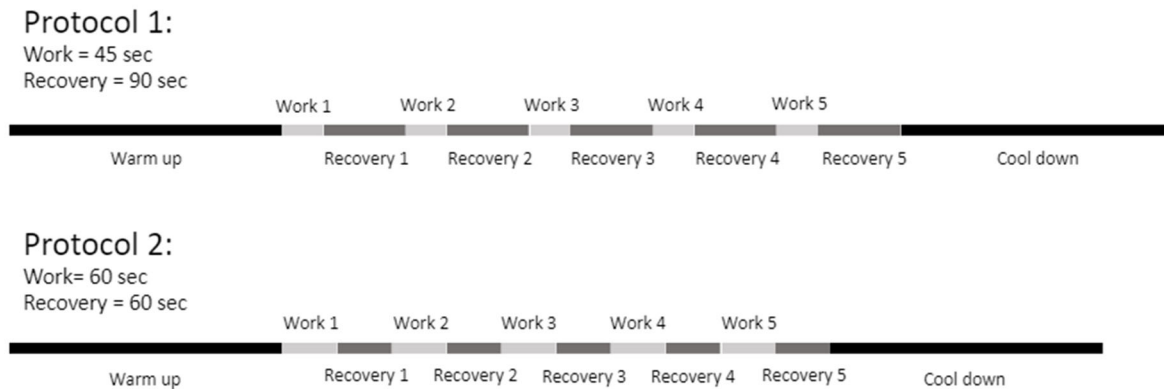 Protocol 1:
Work = 45 sec
Recovery = 90 sec
Work 1 Work 2 Work 3 Work 4 Work 5
Warm up Recovery 1 Recovery 2 Recovery 3 Recovery 4 Recovery 5 Cool down
Protocol 2:
Work= 60 sec
Recovery = 60 sec
Work 1 Work 2 Work 3 Work 4 Work 5
Warm up Recovery 1 Recovery 2 Recovery 3 Recovery 4 Recovery 5 Cool down